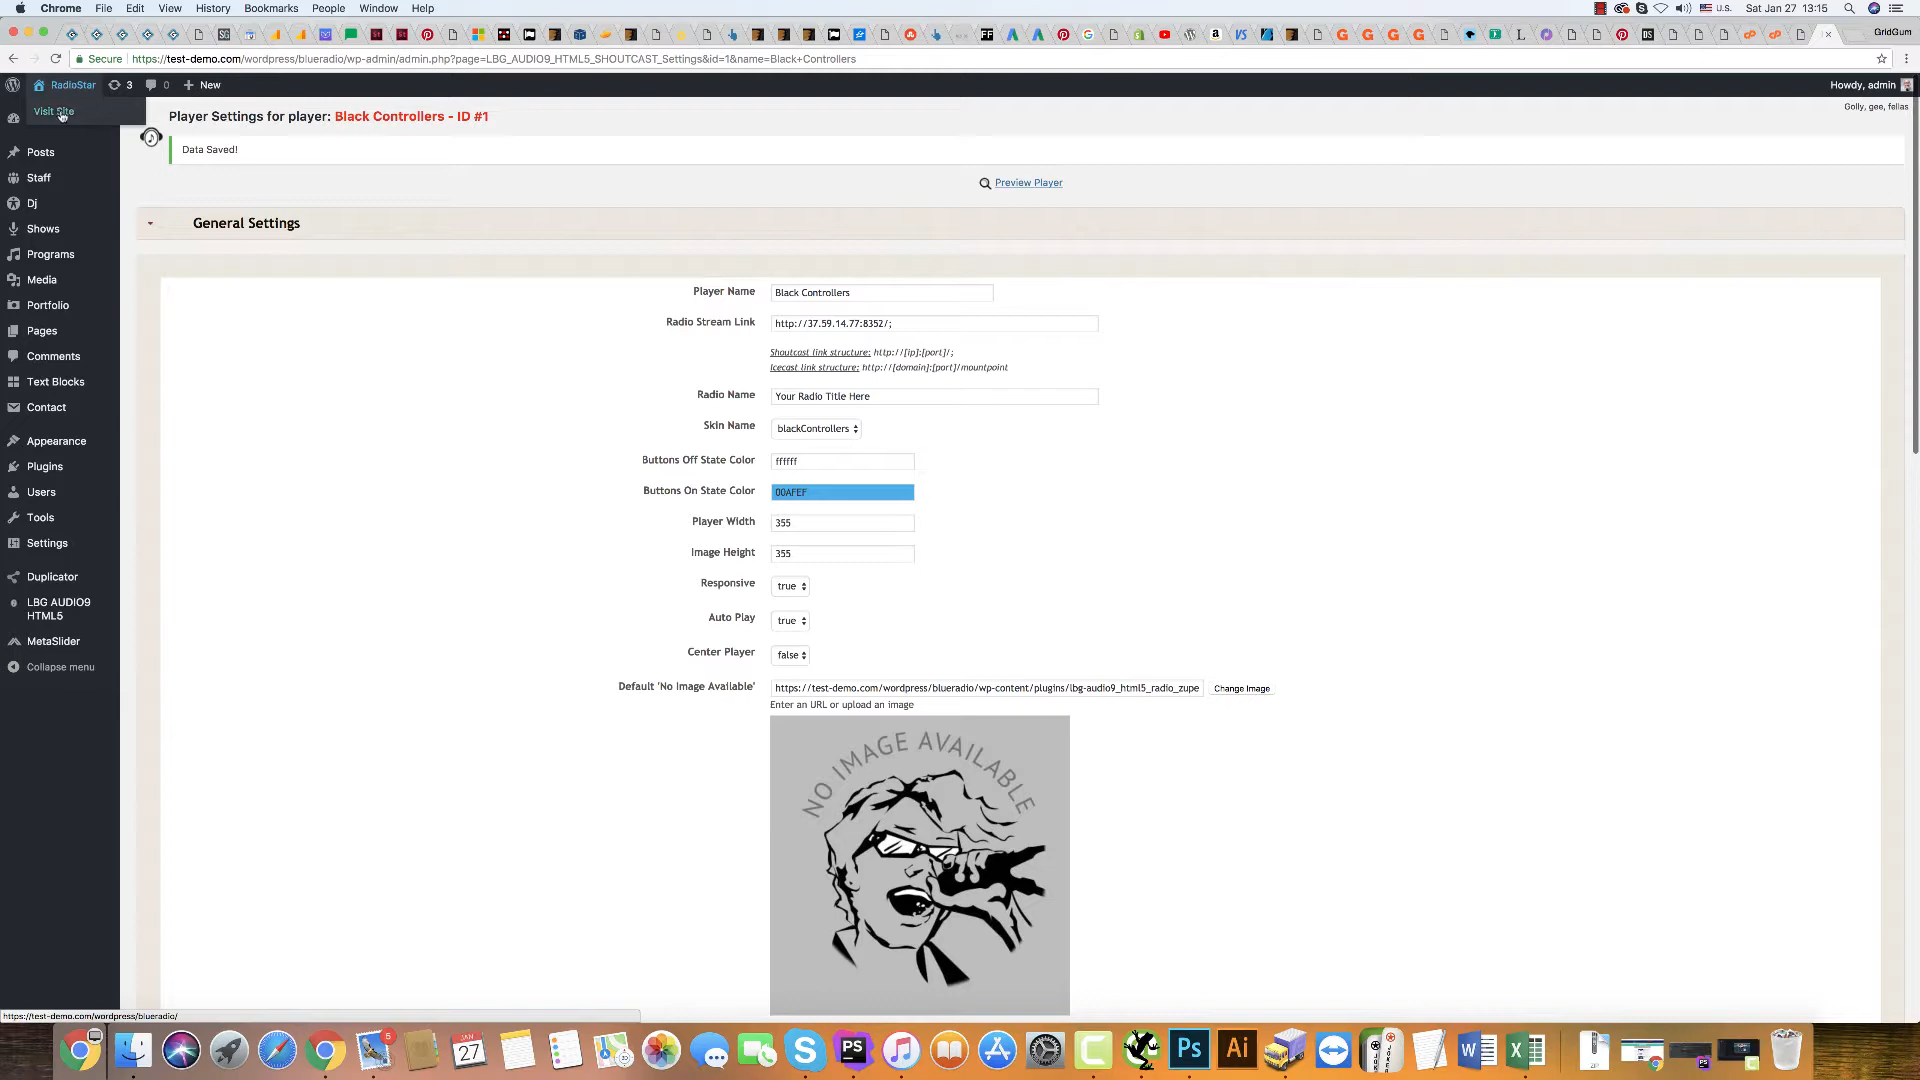 Chrome File Edit View History Bookmarks People Window Help
U.S. Sat Jan 27 13:15
GridGum
Secure https://test-demo.com/wordpress/blueradio/wp-admin/admin.php?page=LBG_AUDIO9_HTML5_SHOUTCAST_Settings&id=1&name=Black+Controllers
RadioStar 3 0 + New
Howdy, admin
Visit Site
Golly, gee, fellas
Player Settings for player: Black Controllers - ID #1
Data Saved!
Preview Player
General Settings
Posts
Staff
Dj
Shows
Programs
Media
Portfolio
Pages
Comments
Text Blocks
Contact
Appearance
Plugins
Users
Tools
Settings
Duplicator
LBG AUDIO9
HTML5
MetaSlider
Collapse menu
Player Name Black Controllers
Radio Stream Link http://37.59.14.77:8352/;
Shoutcast link structure: http://[ip]:[port]/;
Icecast link structure: http://[domain]:[port]/mountpoint
Radio Name Your Radio Title Here
Skin Name blackControllers
Buttons Off State Color ffffff
Buttons On State Color 00AFEF
Player Width 355
Image Height 355
Responsive true
Auto Play true
Center Player false
Default 'No Image Available' https://test-demo.com/wordpress/blueradio/wp-content/plugins/lbg-audio9_html5_radio_zupe Change Image
Enter an URL or upload an image
NO IMAGE AVAILABLE
https://test-demo.com/wordpress/blueradio/
5
JAN
27
PS
Ps
Ai